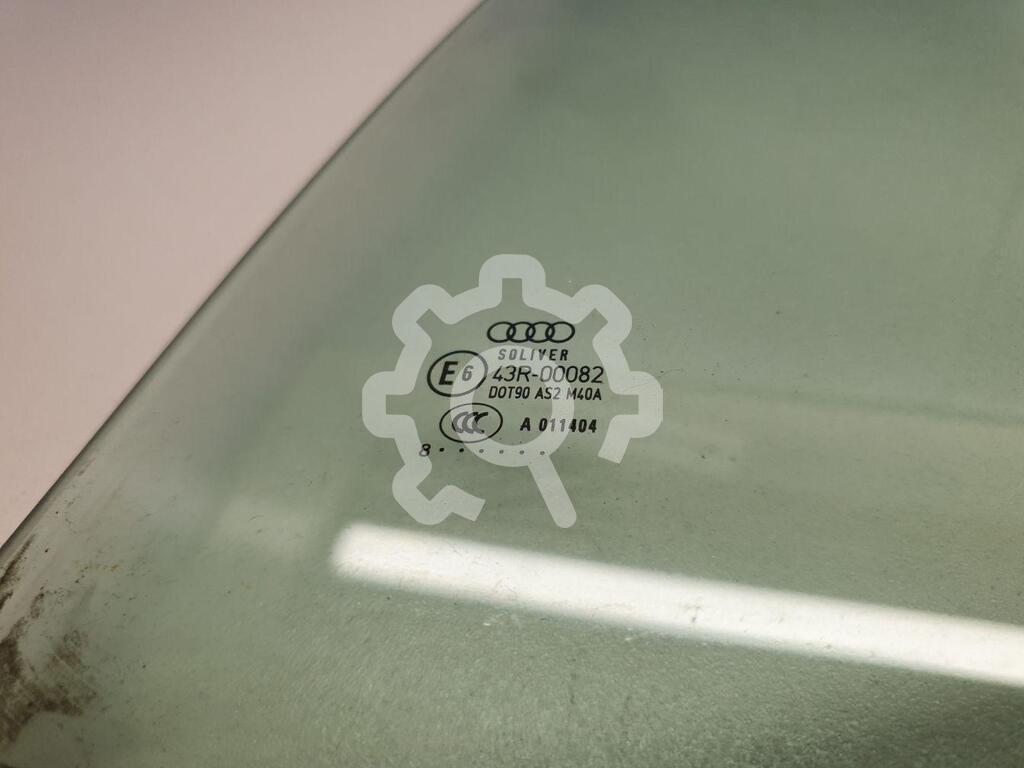 SOLIVER
E6 43R-00082
DOT90 AS2 M40A
CCC A 011404
8 . . . . . .